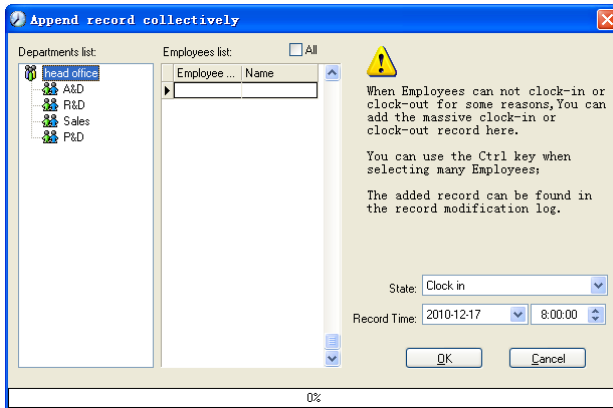 Append record collectively
Departments list:
Employees list:
All
head office
A&D
R&D
Sales
P&D
Employee ... Name
When Employees can not clock-in or
clock-out for some reasons,You can
add the massive clock-in or
clock-out record here.
You can use the Ctrl key when
selecting many Employees;
The added record can be found in
the record modification log.
State: Clock in
Record Time: 2010-12-17 8:00:00
OK Cancel
0%